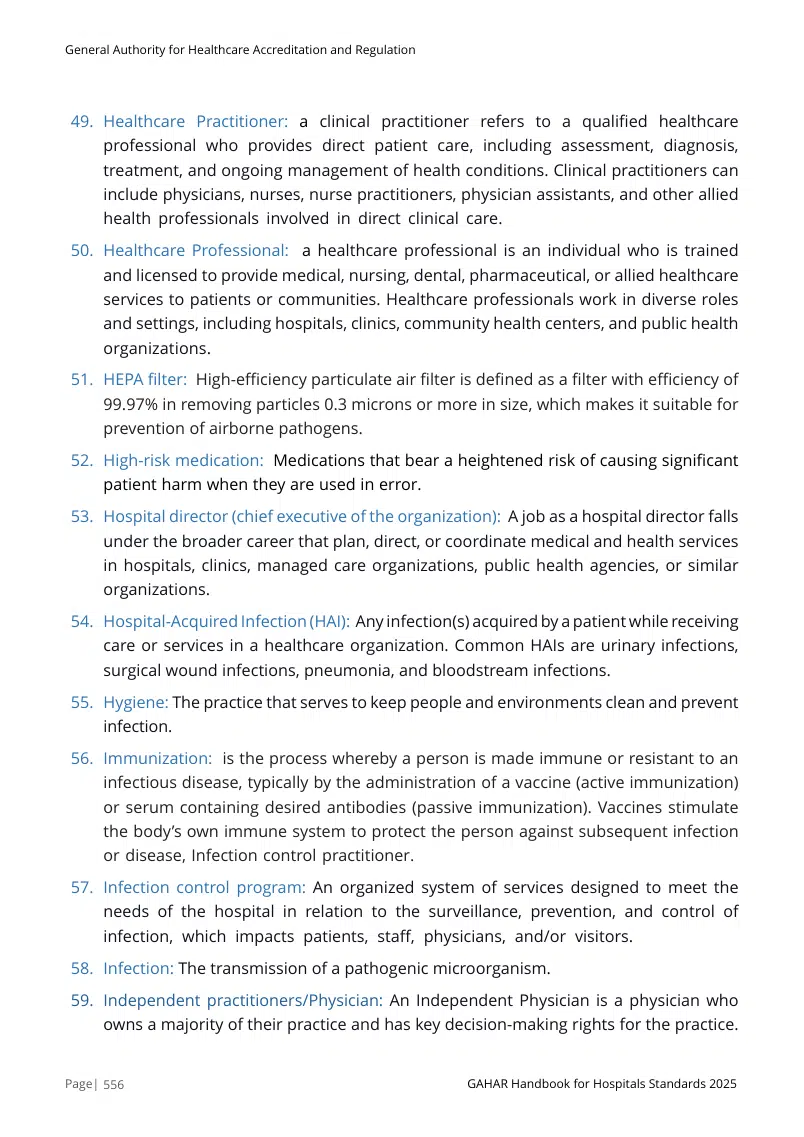 General Authority for Healthcare Accreditation and Regulation
49. Healthcare Practitioner: a clinical practitioner refers to a qualified healthcare
professional who provides direct patient care, including assessment, diagnosis,
treatment, and ongoing management of health conditions. Clinical practitioners can
include physicians, nurses, nurse practitioners, physician assistants, and other allied
health professionals involved in direct clinical care.
50. Healthcare Professional: a healthcare professional is an individual who is trained
and licensed to provide medical, nursing, dental, pharmaceutical, or allied healthcare
services to patients or communities. Healthcare professionals work in diverse roles
and settings, including hospitals, clinics, community health centers, and public health
organizations.
51. HEPA filter: High-efficiency particulate air filter is defined as a filter with efficiency of
99.97% in removing particles 0.3 microns or more in size, which makes it suitable for
prevention of airborne pathogens.
52. High-risk medication: Medications that bear a heightened risk of causing significant
patient harm when they are used in error.
53. Hospital director (chief executive of the organization): A job as a hospital director falls
under the broader career that plan, direct, or coordinate medical and health services
in hospitals, clinics, managed care organizations, public health agencies, or similar
organizations.
54. Hospital-Acquired Infection (HAI): Any infection(s) acquired by a patient while receiving
care or services in a healthcare organization. Common HAIs are urinary infections,
surgical wound infections, pneumonia, and bloodstream infections.
55. Hygiene: The practice that serves to keep people and environments clean and prevent
infection.
56. Immunization: is the process whereby a person is made immune or resistant to an
infectious disease, typically by the administration of a vaccine (active immunization)
or serum containing desired antibodies (passive immunization). Vaccines stimulate
the body’s own immune system to protect the person against subsequent infection
or disease, Infection control practitioner.
57. Infection control program: An organized system of services designed to meet the
needs of the hospital in relation to the surveillance, prevention, and control of
infection, which impacts patients, staff, physicians, and/or visitors.
58. Infection: The transmission of a pathogenic microorganism.
59. Independent practitioners/Physician: An Independent Physician is a physician who
owns a majority of their practice and has key decision-making rights for the practice.
Page| 556 GAHAR Handbook for Hospitals Standards 2025